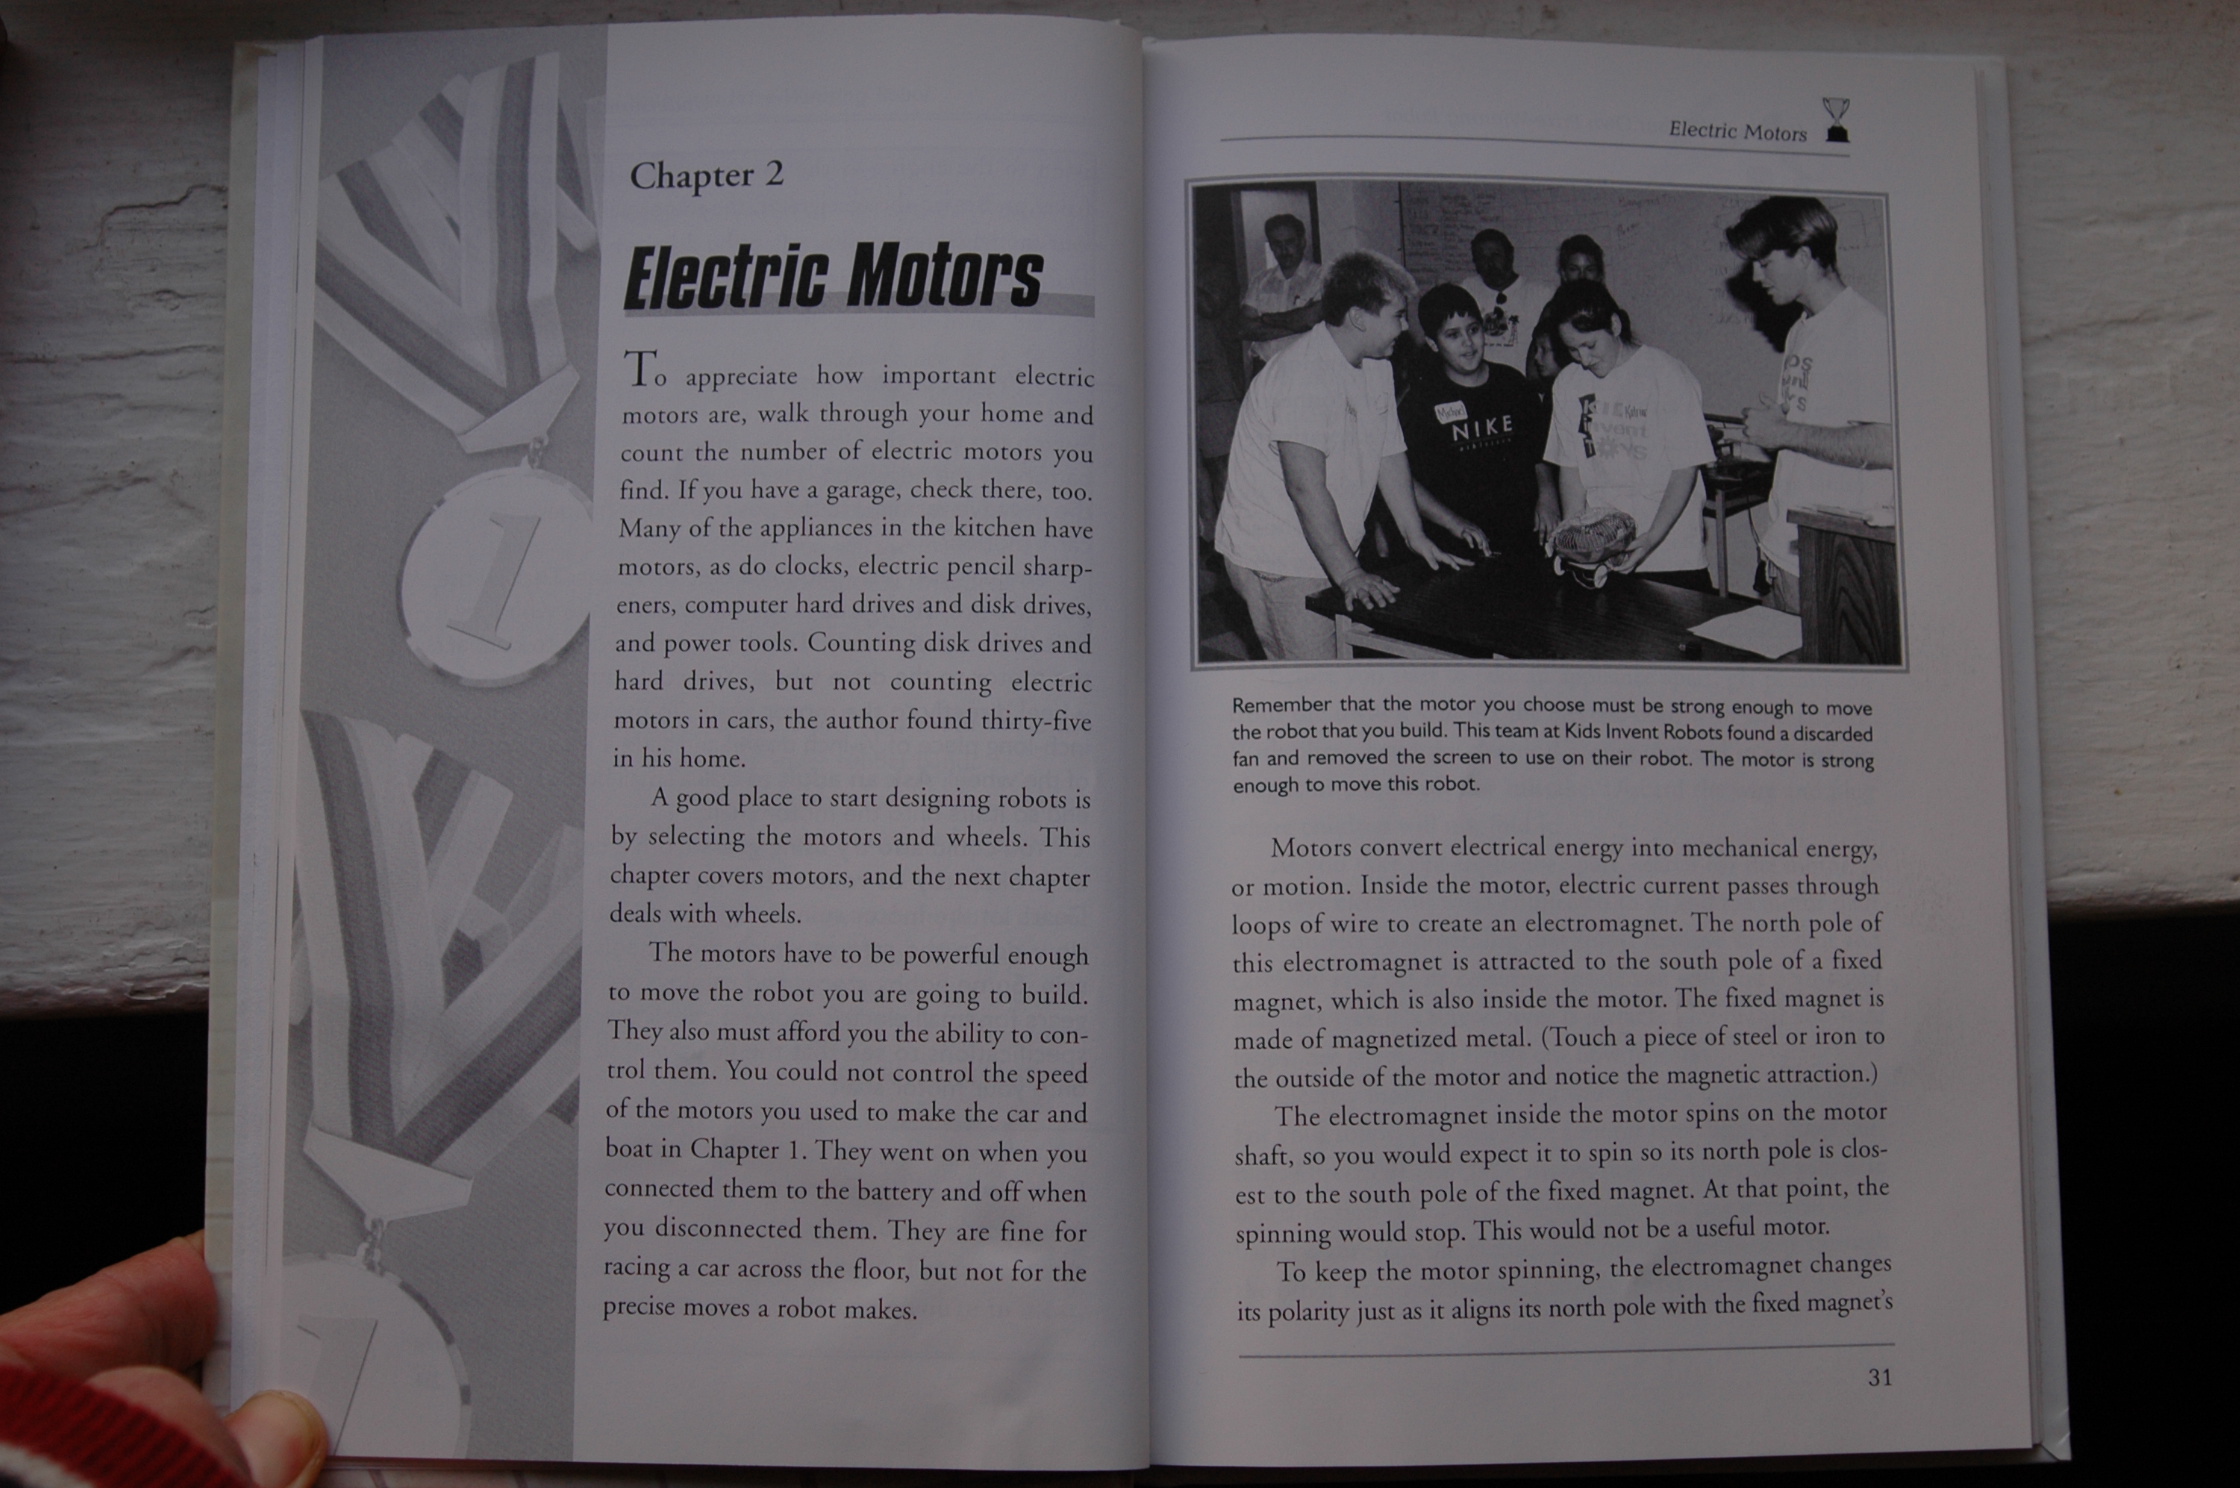 Chapter 2
Electric Motors
To appreciate how important electric
motors are, walk through your home and
count the number of electric motors you
find. If you have a garage, check there, too.
Many of the appliances in the kitchen have
motors, as do clocks, electric pencil sharp-
eners, computer hard drives and disk drives,
and power tools. Counting disk drives and
hard drives, but not counting electric
motors in cars, the author found thirty-five
in his home.
A good place to start designing robots is
by selecting the motors and wheels. This
chapter covers motors, and the next chapter
deals with wheels.
The motors have to be powerful enough
to move the robot you are going to build.
They also must afford you the ability to con-
trol them. You could not control the speed
of the motors you used to make the car and
boat in Chapter 1. They went on when you
connected them to the battery and off when
you disconnected them. They are fine for
racing a car across the floor, but not for the
precise moves a robot makes.
1
1
Electric Motors
Michael
NIKE
Remember that the motor you choose must be strong enough to move
the robot that you build. This team at Kids Invent Robots found a discarded
fan and removed the screen to use on their robot. The motor is strong
enough to move this robot.
Motors convert electrical energy into mechanical energy,
or motion. Inside the motor, electric current passes through
loops of wire to create an electromagnet. The north pole of
this electromagnet is attracted to the south pole of a fixed
magnet, which is also inside the motor. The fixed magnet is
made of magnetized metal. (Touch a piece of steel or iron to
the outside of the motor and notice the magnetic attraction.)
The electromagnet inside the motor spins on the motor
shaft, so you would expect it to spin so its north pole is clos-
est to the south pole of the fixed magnet. At that point, the
spinning would stop. This would not be a useful motor.
To keep the motor spinning, the electromagnet changes
its polarity just as it aligns its north pole with the fixed magnet's
31